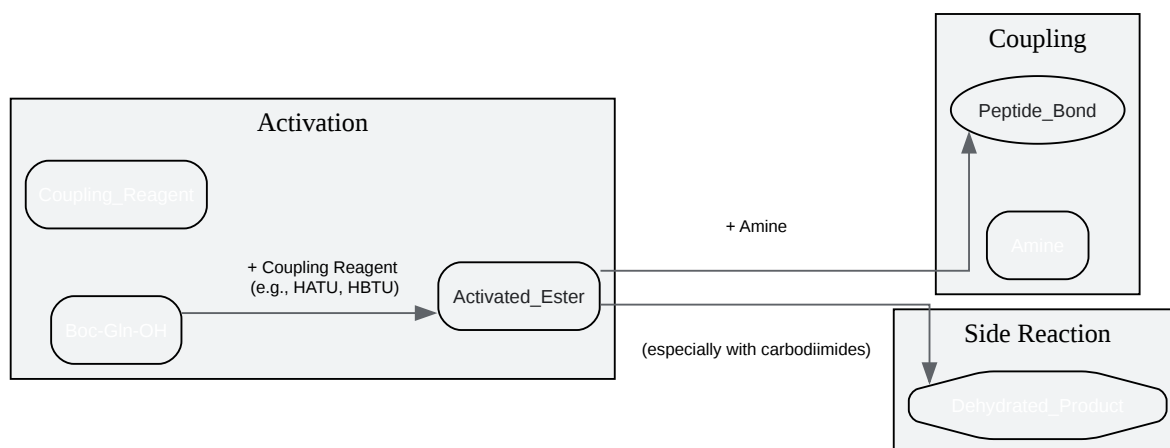 Activation
Coupling_Reagent
Boc-Gln-OH
+ Coupling Reagent
(e.g., HATU, HBTU)
Activated_Ester
+ Amine
(especially with carbodiimides)
Coupling
Peptide_Bond
Amine
Side Reaction
Dehydrated_Product